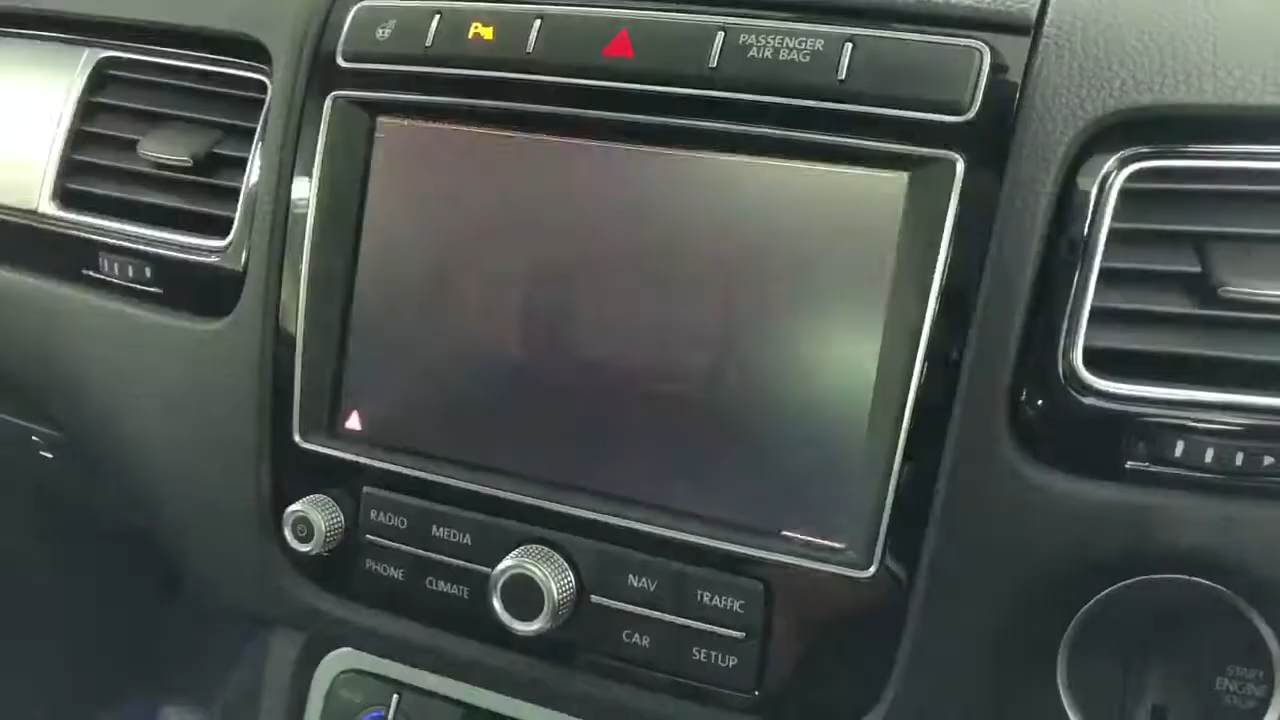 PASSENGER
AIR BAG
RADIO
MEDIA
PHONE
CLIMATE
NAV
TRAFFIC
CAR
SETUP
START
ENGINE
STOP